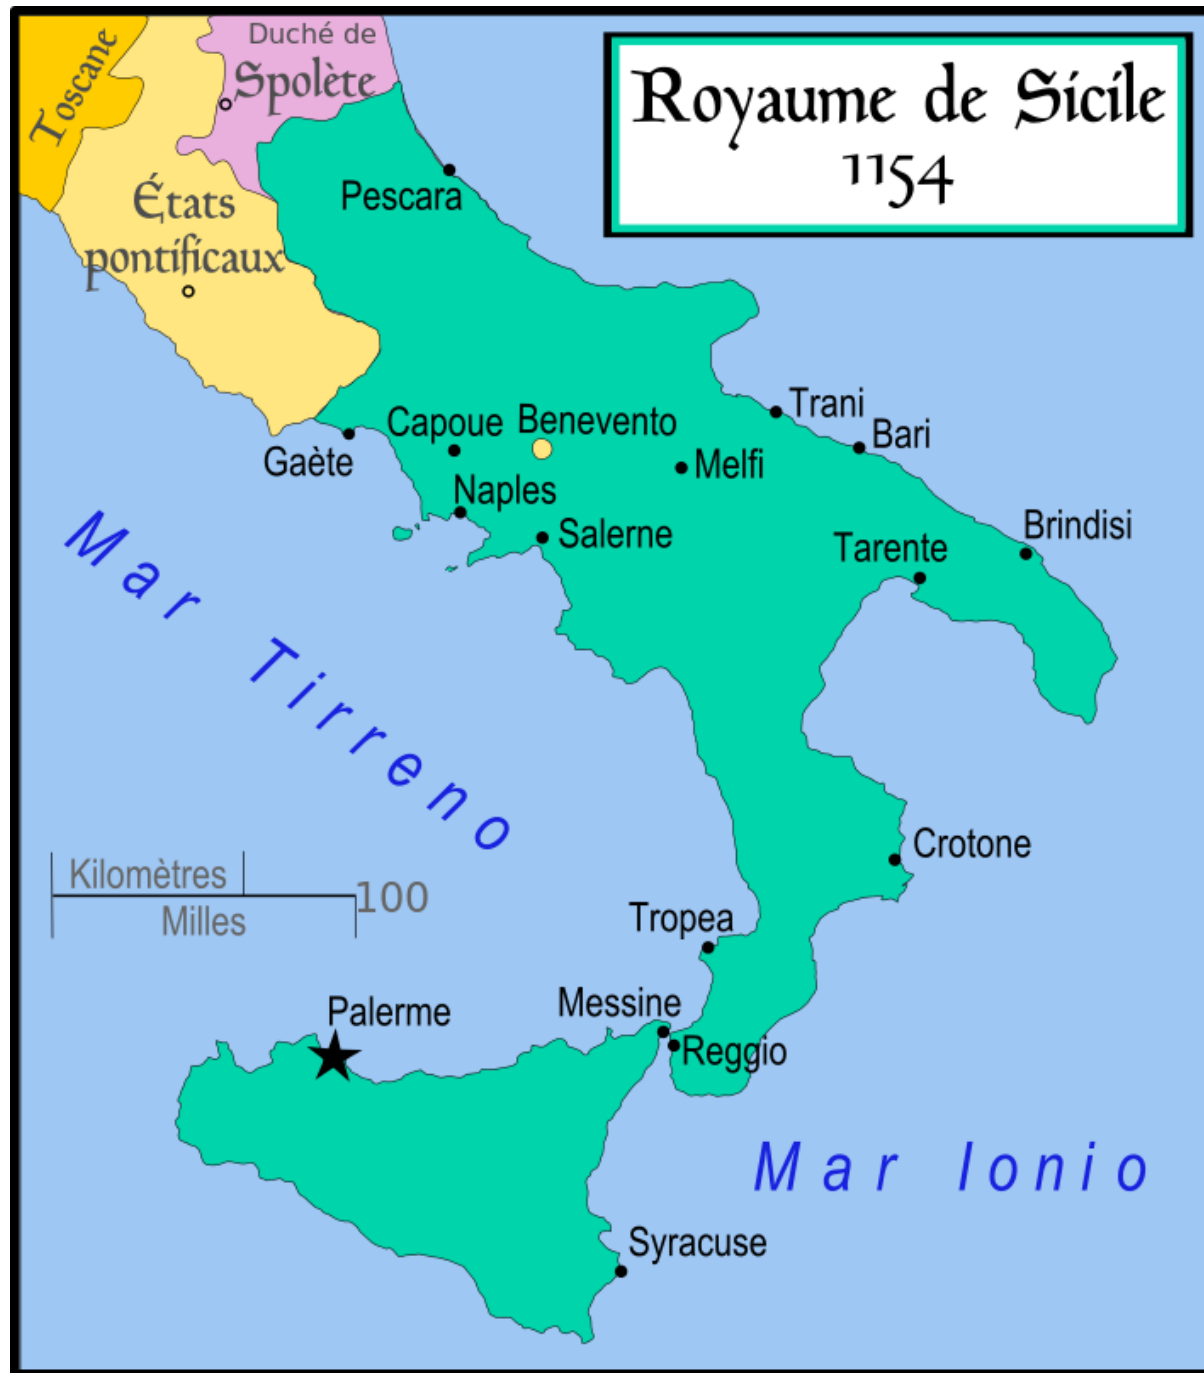 Royaume de Sicile
1154
Toscane
Duché de
Spolète
États
pontificaux
Pescara
Trani
Bari
Capoue
Benevento
Gaète
Melfi
Naples
Salerne
Brindisi
Tarente
Mar Tirreno
Crotone
Kilomètres
100
Milles
Tropea
Messine
Palerme
Reggio
Mar Ionio
Syracuse